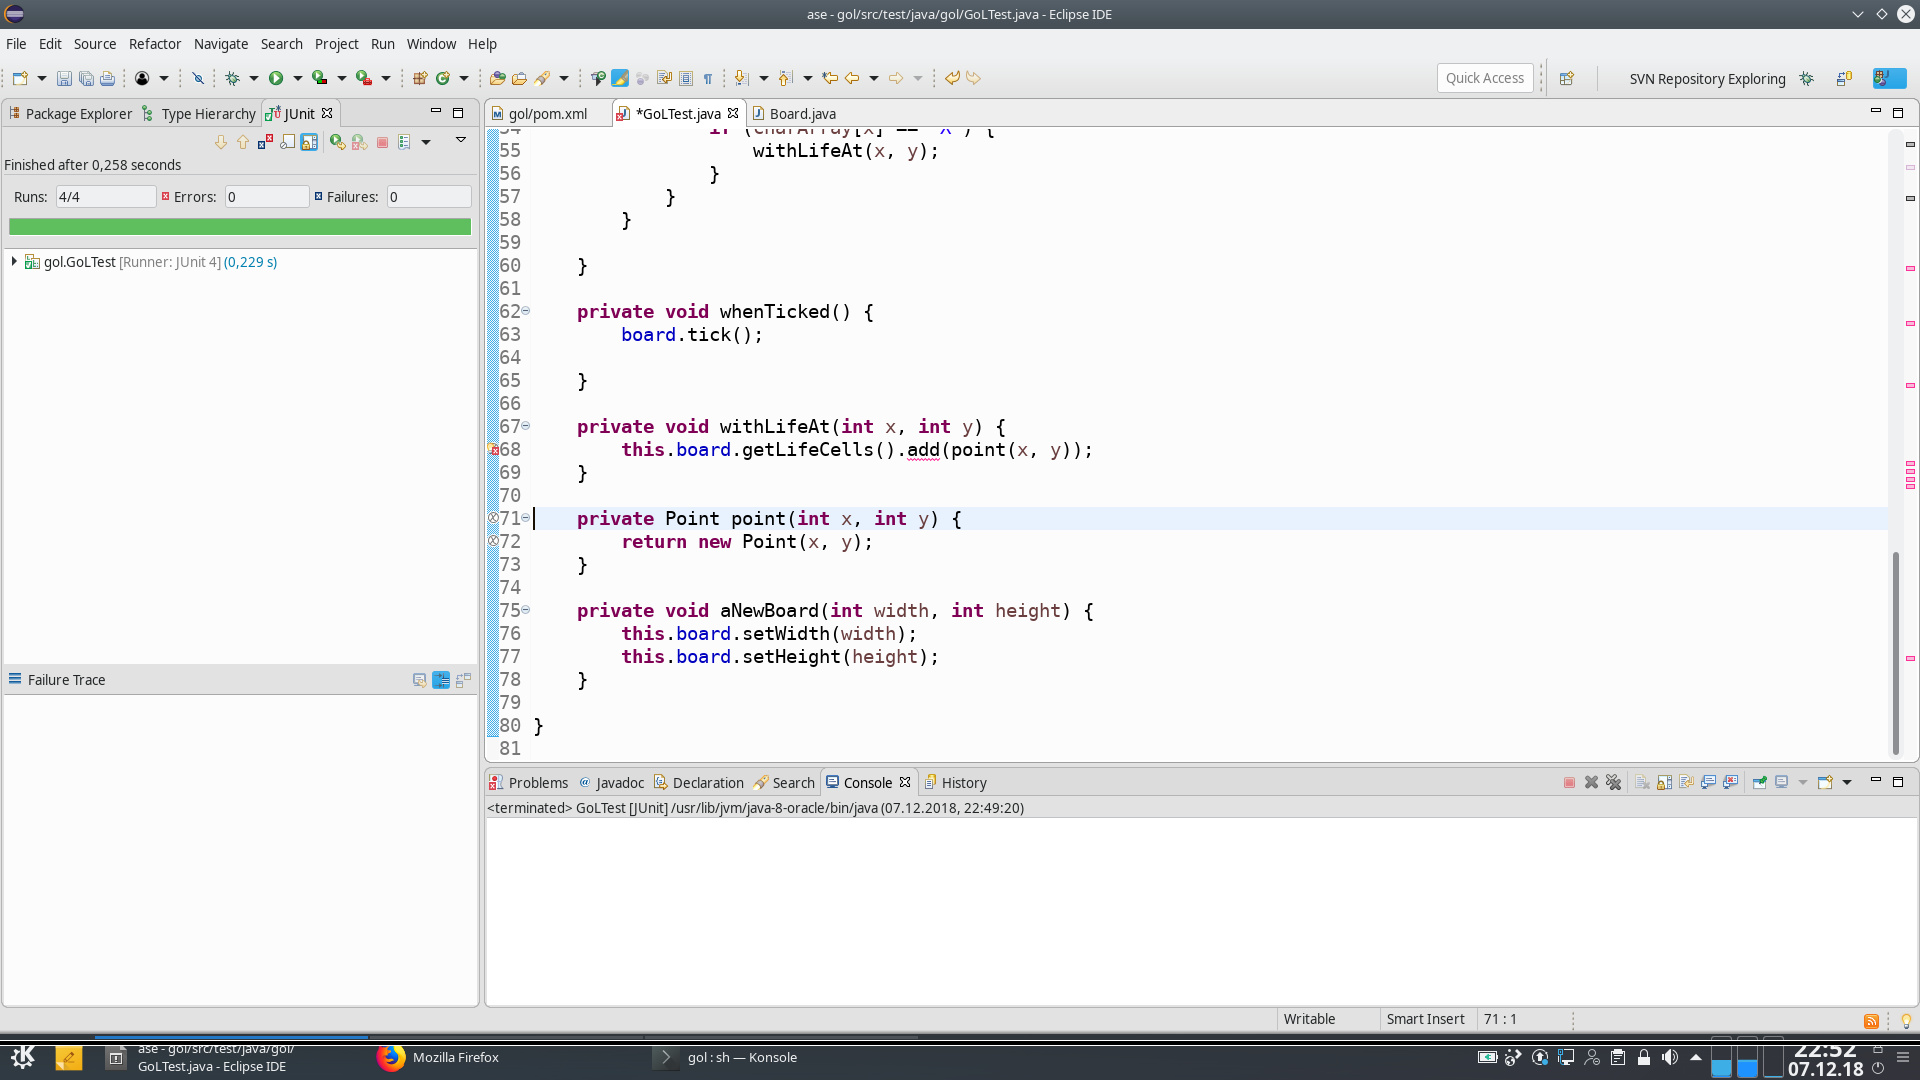 ase - gol/src/test/java/gol/GoLTest.java - Eclipse IDE
File Edit Source Refactor Navigate Search Project Run Window Help
Quick Access
SVN Repository Exploring
Package Explorer Type Hierarchy JUnit
Finished after 0,258 seconds
Runs: 4/4 Errors: 0 Failures: 0
gol.GoLTest [Runner: JUnit 4] (0,229 s)
Failure Trace
gol/pom.xml *GoLTest.java Board.java
54 if (charArray[x] == 'X') {
55 withLifeAt(x, y);
56 }
57 }
58 }
59
60 }
61
62 private void whenTicked() {
63 board.tick();
64
65 }
66
67 private void withLifeAt(int x, int y) {
68 this.board.getLifeCells().add(point(x, y));
69 }
70
71 private Point point(int x, int y) {
72 return new Point(x, y);
73 }
74
75 private void aNewBoard(int width, int height) {
76 this.board.setWidth(width);
77 this.board.setHeight(height);
78 }
79
80 }
81
Problems Javadoc Declaration Search Console History
<terminated> GoLTest [JUnit] /usr/lib/jvm/java-8-oracle/bin/java (07.12.2018, 22:49:20)
Writable Smart Insert 71 : 1
ase - gol/src/test/java/gol/
GoLTest.java - Eclipse IDE
Mozilla Firefox
gol : sh — Konsole
22:52
07.12.18